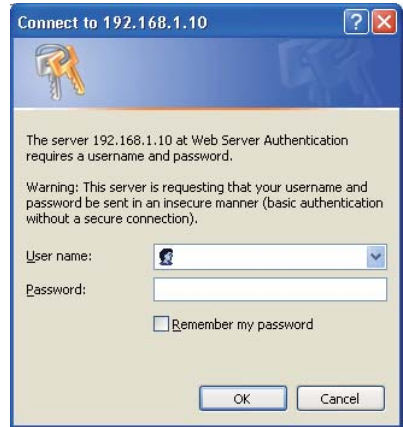 Connect to 192.168.1.10
The server 192.168.1.10 at Web Server Authentication
requires a username and password.
Warning: This server is requesting that your username and
password be sent in an insecure manner (basic authentication
without a secure connection).
User name:
Password:
Remember my password
OK Cancel